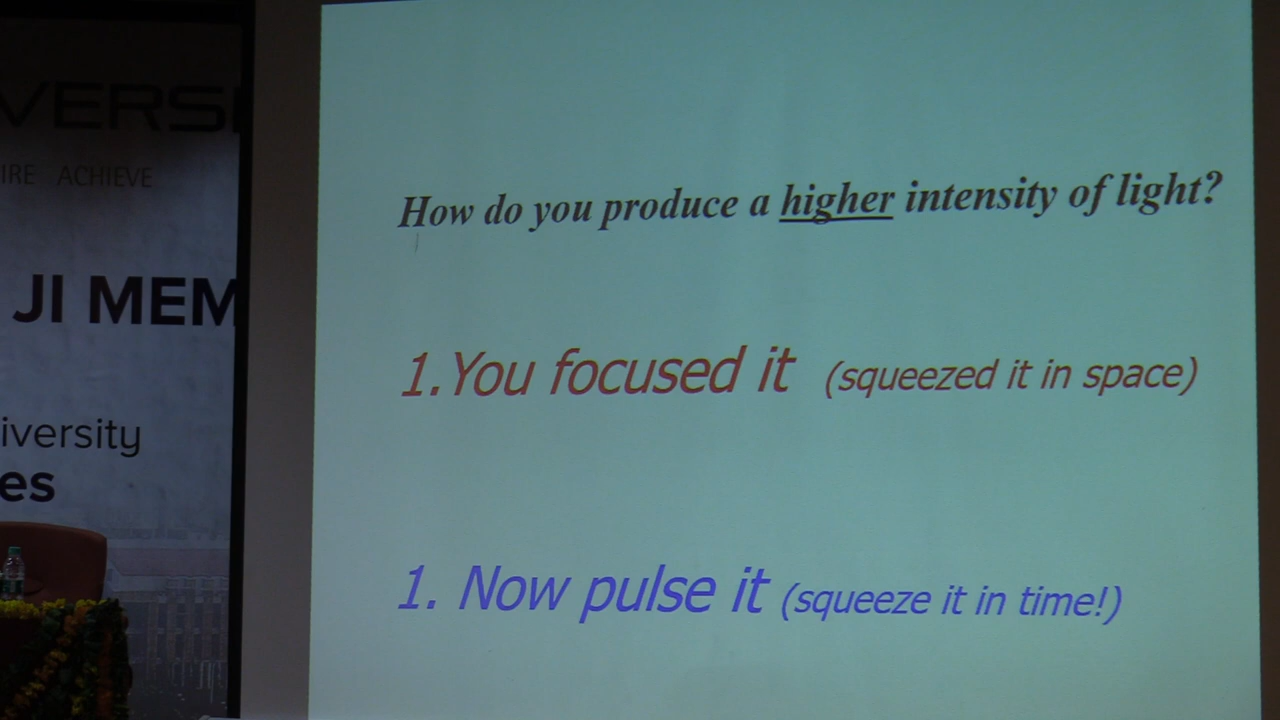 VERSI
IRE ACHIEVE
JI MEM
iversity
es
How do you produce a higher intensity of light?
1.You focused it (squeezed it in space)
1. Now pulse it (squeeze it in time!)